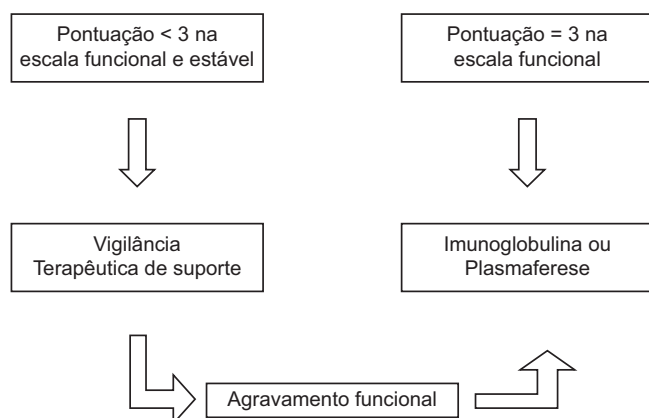 Pontuação < 3 na
escala funcional e estável
Pontuação = 3 na
escala funcional
Vigilância
Terapêutica de suporte
Imunoglobulina ou
Plasmaferese
Agravamento funcional